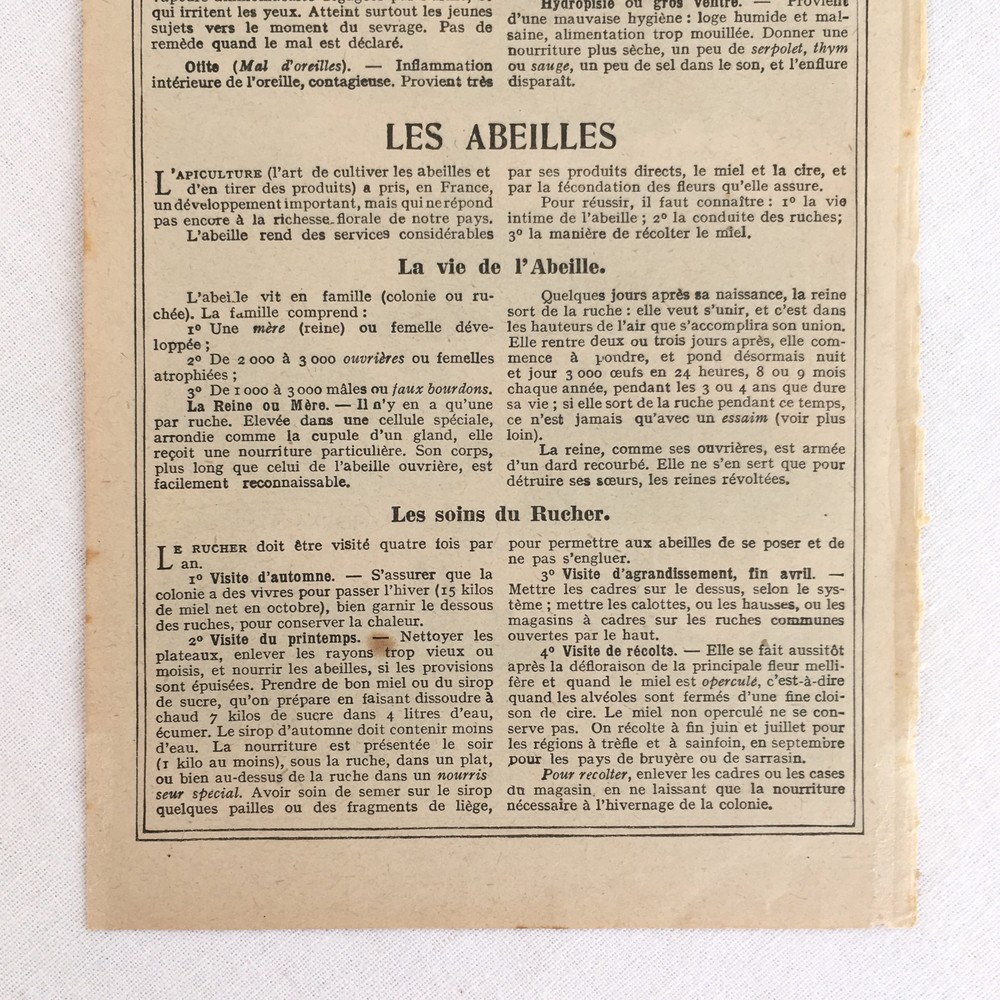 qui irritent les yeux. Atteint surtout les jeunes
sujets vers le moment du sevrage. Pas de
remède quand le mal est déclaré.
Otite (Mal d'oreilles). — Inflammation
intérieure de l'oreille, contagieuse. Provient très
Hydropisie ou gros ventre. — Provient
d'une mauvaise hygiène : loge humide et mal-
saine, alimentation trop mouillée. Donner une
nourriture plus sèche, un peu de serpolet, thym
ou sauge, un peu de sel dans le son, et l'enflure
disparaît.
LES ABEILLES
L'APICULTURE (l'art de cultiver les abeilles et
d'en tirer des produits) a pris, en France,
un développement important, mais qui ne répond
pas encore à la richesse florale de notre pays.
L'abeille rend des services considérables
par ses produits directs, le miel et la cire, et
par la fécondation des fleurs qu'elle assure.
Pour réussir, il faut connaître : 1º la vie
intime de l'abeille ; 2º la conduite des ruches;
3º la manière de récolter le miel.
La vie de l'Abeille.
L'abeille vit en famille (colonie ou ru-
chée). La famille comprend :
1º Une mère (reine) ou femelle déve-
loppée ;
2º De 2 000 à 3 000 ouvrières ou femelles
atrophiées ;
3º De 1 000 à 3 000 mâles ou faux bourdons.
La Reine ou Mère. — Il n'y en a qu'une
par ruche. Elevée dans une cellule spéciale,
arrondie comme la cupule d'un gland, elle
reçoit une nourriture particulière. Son corps,
plus long que celui de l'abeille ouvrière, est
facilement reconnaissable.
Quelques jours après sa naissance, la reine
sort de la ruche : elle veut s'unir, et c'est dans
les hauteurs de l'air que s'accomplira son union.
Elle rentre deux ou trois jours après, elle com-
mence à pondre, et pond désormais nuit
et jour 3 000 œufs en 24 heures, 8 ou 9 mois
chaque année, pendant les 3 ou 4 ans que dure
sa vie ; si elle sort de la ruche pendant ce temps,
ce n'est jamais qu'avec un essaim (voir plus
loin).
La reine, comme ses ouvrières, est armée
d'un dard recourbé. Elle ne s'en sert que pour
détruire ses sœurs, les reines révoltées.
Les soins du Rucher.
LE RUCHER doit être visité quatre fois par
an.
1º Visite d'automne. — S'assurer que la
colonie a des vivres pour passer l'hiver (15 kilos
de miel net en octobre), bien garnir le dessous
des ruches, pour conserver la chaleur.
2º Visite du printemps. — Nettoyer les
plateaux, enlever les rayons trop vieux ou
moisis, et nourrir les abeilles, si les provisions
sont épuisées. Prendre de bon miel ou du sirop
de sucre, qu'on prépare en faisant dissoudre à
chaud 7 kilos de sucre dans 4 litres d'eau,
écumer. Le sirop d'automne doit contenir moins
d'eau. La nourriture est présentée le soir
(1 kilo au moins), sous la ruche, dans un plat,
ou bien au-dessus de la ruche dans un nourris
seur special. Avoir soin de semer sur le sirop
quelques pailles ou des fragments de liège,
pour permettre aux abeilles de se poser et de
ne pas s'engluer.
3º Visite d'agrandissement, fin avril. —
Mettre les cadres sur le dessus, selon le sys-
tème ; mettre les calottes, ou les hausses, ou les
magasins à cadres sur les ruches communes
ouvertes par le haut.
4º Visite de récolte. — Elle se fait aussitôt
après la défloraison de la principale fleur melli-
fère et quand le miel est operculé, c'est-à-dire
quand les alvéoles sont fermés d'une fine cloi-
son de cire. Le miel non operculé ne se con-
serve pas. On récolte à fin juin et juillet pour
les régions à trèfle et à sainfoin, en septembre
pour les pays de bruyère ou de sarrasin.
Pour recolter, enlever les cadres ou les cases
du magasin, en ne laissant que la nourriture
nécessaire à l'hivernage de la colonie.